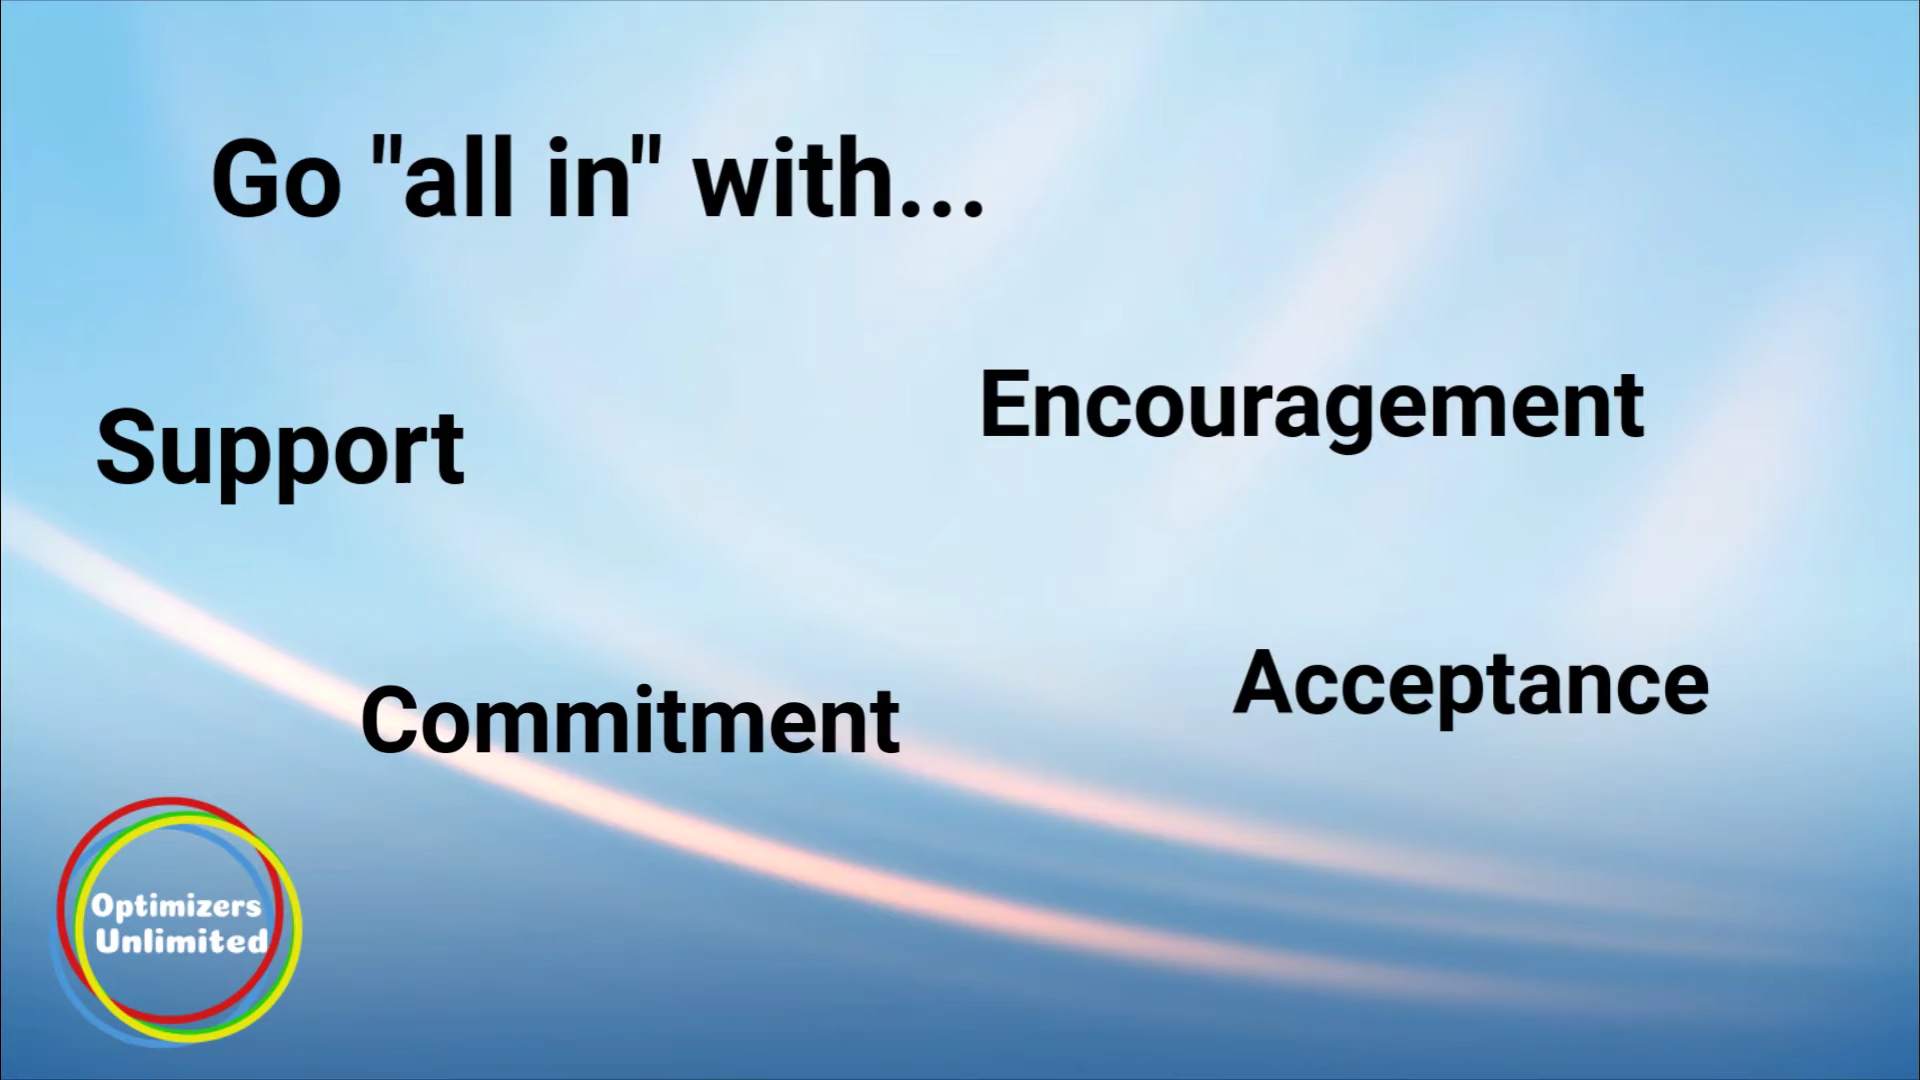 Go "all in" with...
Support
Encouragement
Commitment
Acceptance
Optimizers
Unlimited